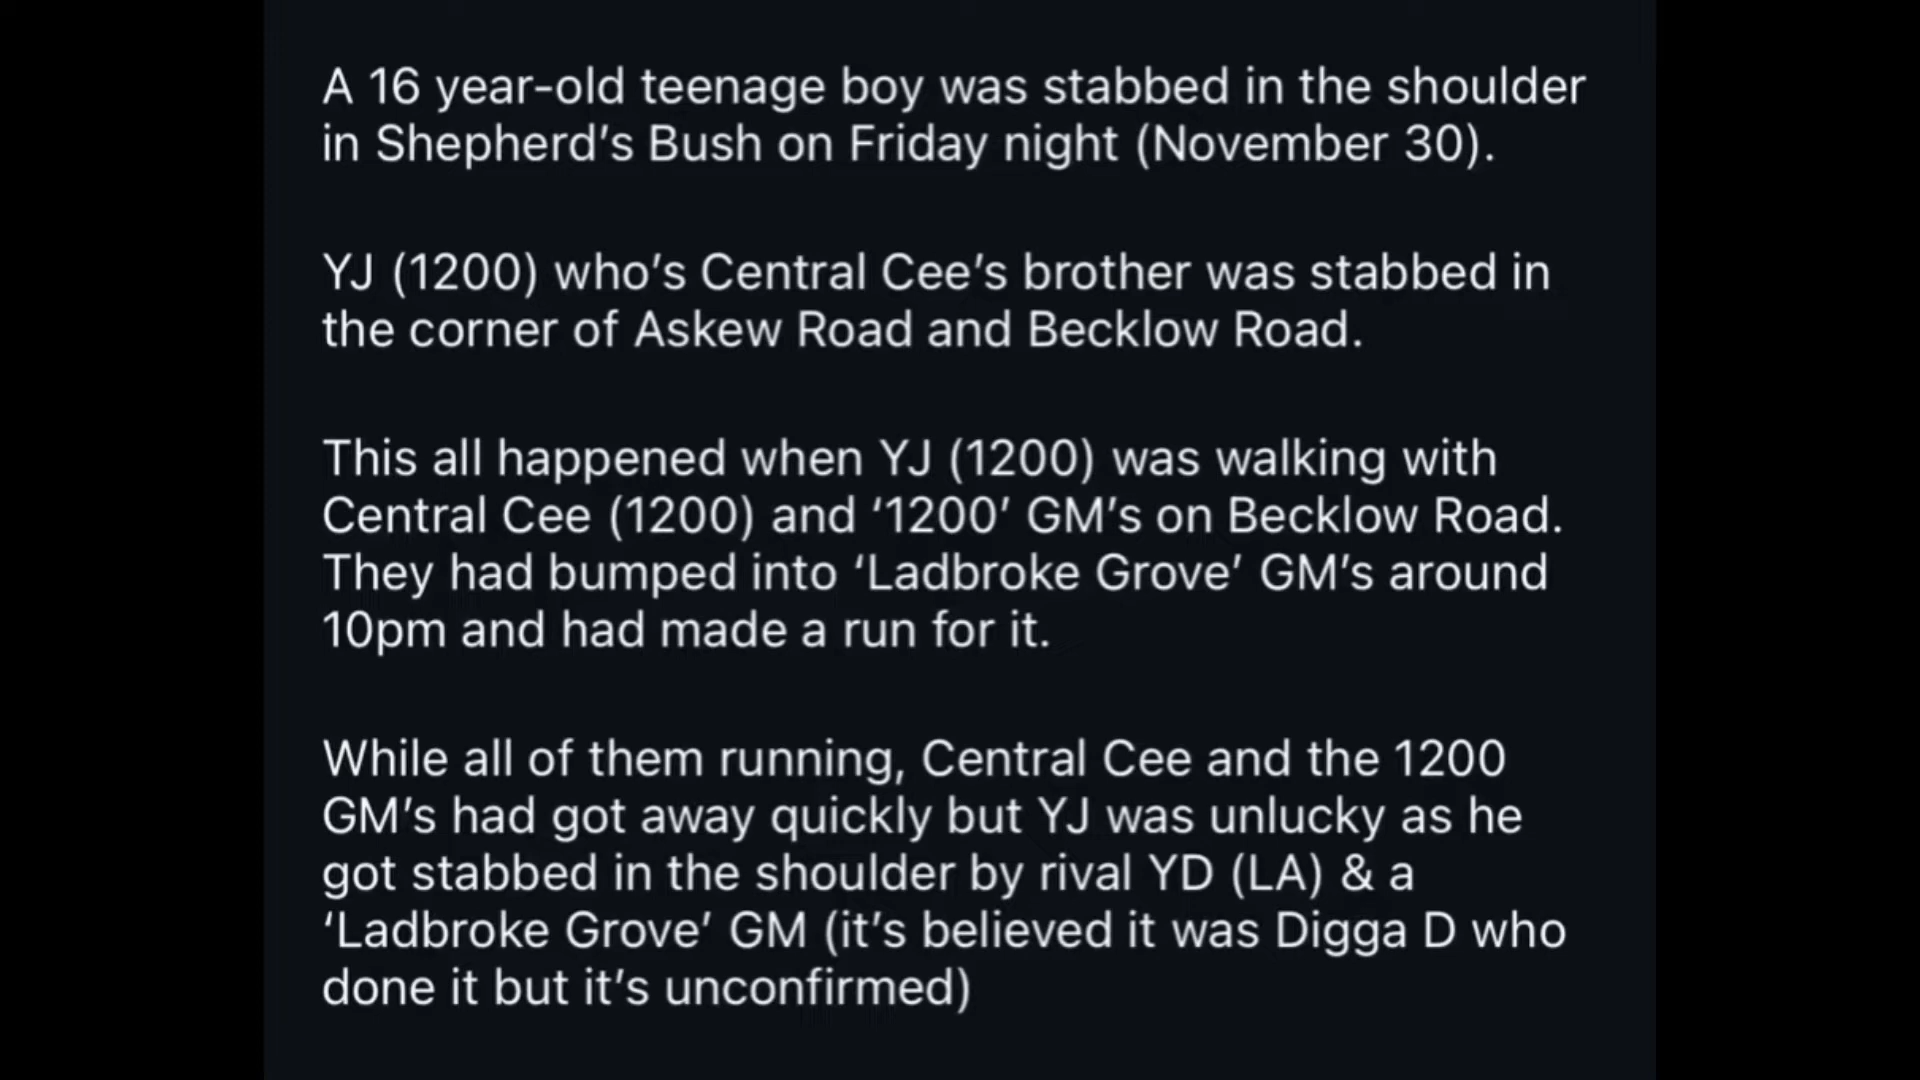 A 16 year-old teenage boy was stabbed in the shoulder
in Shepherd’s Bush on Friday night (November 30).
YJ (1200) who’s Central Cee’s brother was stabbed in
the corner of Askew Road and Becklow Road.
This all happened when YJ (1200) was walking with
Central Cee (1200) and ‘1200’ GM’s on Becklow Road.
They had bumped into ‘Ladbroke Grove’ GM’s around
10pm and had made a run for it.
While all of them running, Central Cee and the 1200
GM’s had got away quickly but YJ was unlucky as he
got stabbed in the shoulder by rival YD (LA) & a
‘Ladbroke Grove’ GM (it’s believed it was Digga D who
done it but it’s unconfirmed)